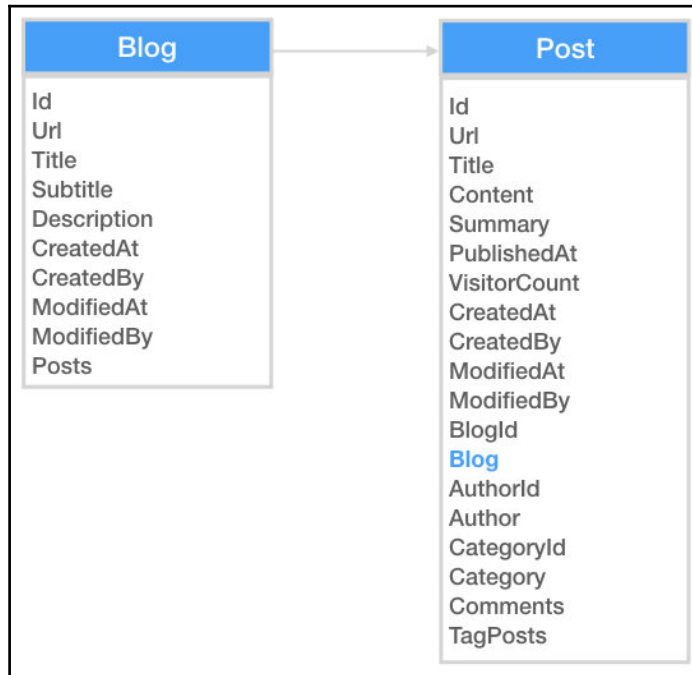 Blog
Id
Url
Title
Subtitle
Description
CreatedAt
CreatedBy
ModifiedAt
ModifiedBy
Posts
Post
Id
Url
Title
Content
Summary
PublishedAt
VisitorCount
CreatedAt
CreatedBy
ModifiedAt
ModifiedBy
BlogId
Blog
AuthorId
Author
CategoryId
Category
Comments
TagPosts